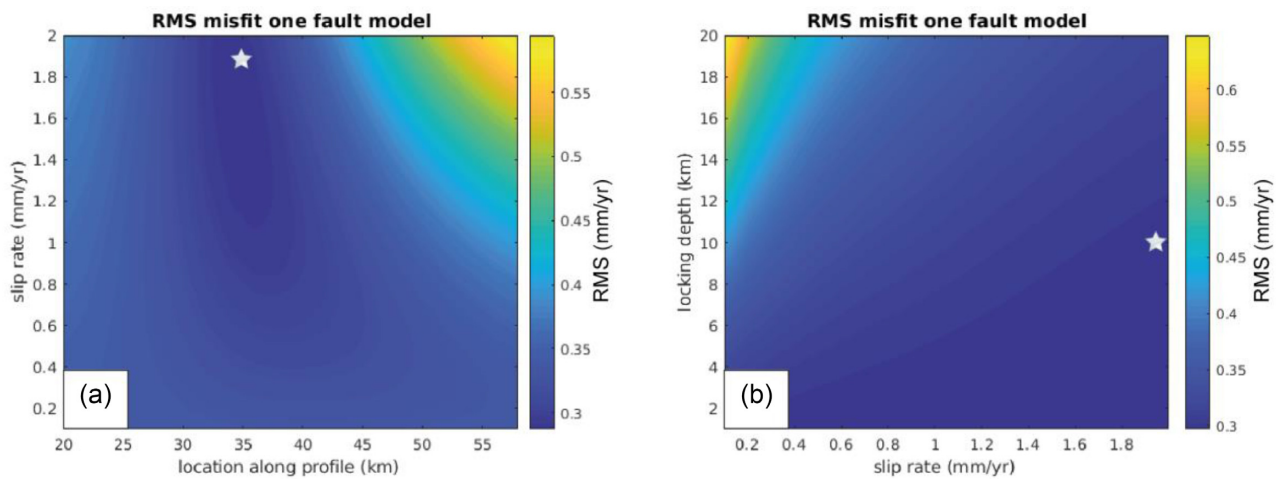 RMS misfit one fault model
2
1.8
1.6
1.4
1.2
1
0.8
0.6
0.4
0.2
slip rate (mm/yr)
(a)
20 25 30 35 40 45 50 55
location along profile (km)
0.55
0.5
0.45
0.4
0.35
0.3
RMS (mm/yr)
RMS misfit one fault model
20
18
16
14
12
10
8
6
4
2
locking depth (km)
(b)
0.2 0.4 0.6 0.8 1 1.2 1.4 1.6 1.8
slip rate (mm/yr)
0.6
0.55
0.5
0.45
0.4
0.35
0.3
RMS (mm/yr)